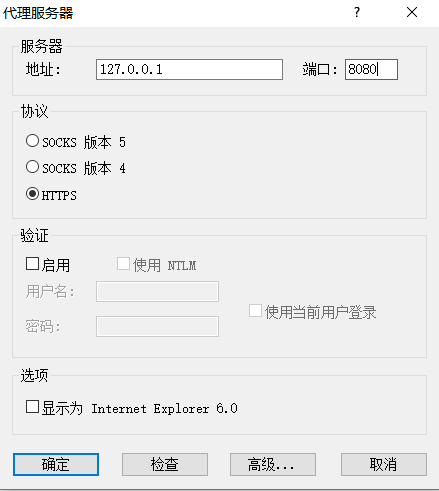 代理服务器
服务器
地址: 127.0.0.1 端口: 8080
协议
SOCKS 版本 5
SOCKS 版本 4
HTTPS
验证
启用 使用 NTLM
用户名:
使用当前用户登录
密码:
选项
显示为 Internet Explorer 6.0
确定 检查 高级... 取消